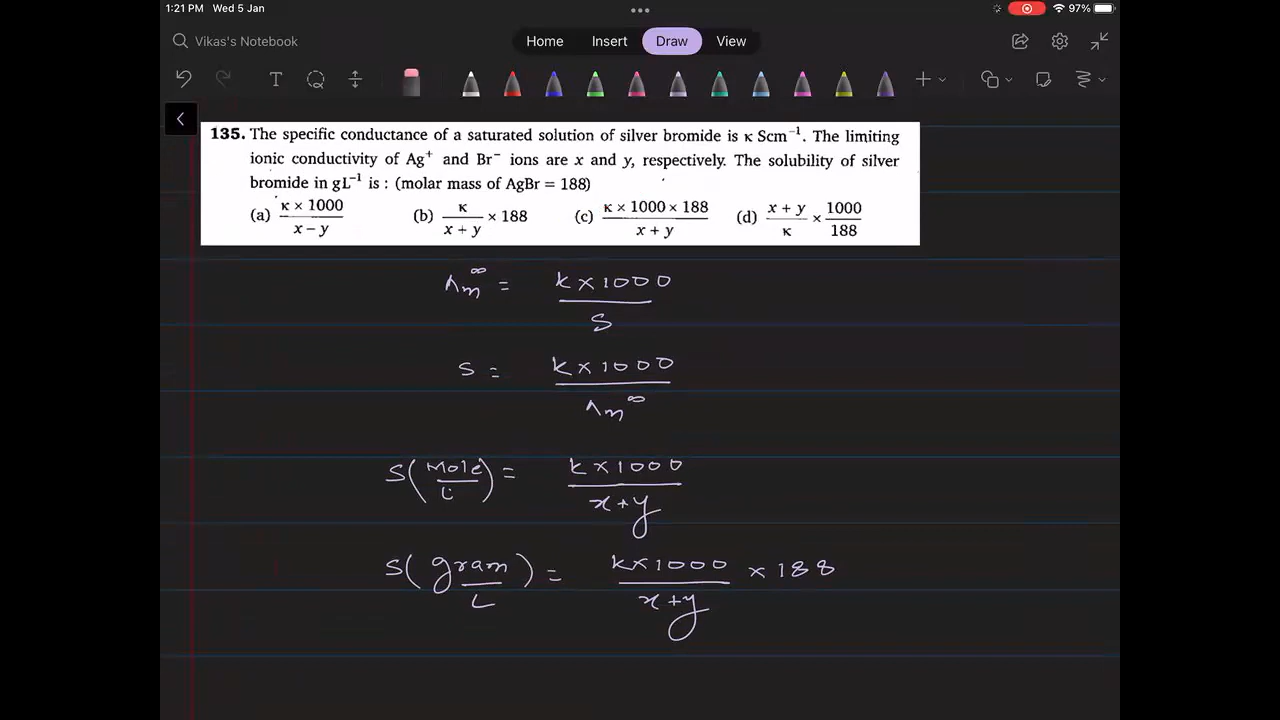 1:21 PM Wed 5 Jan
97%
Vikas's Notebook
Home Insert Draw View
135. The specific conductance of a saturated solution of silver bromide is κ Scm⁻¹. The limiting
ionic conductivity of Ag⁺ and Br⁻ ions are x and y, respectively. The solubility of silver
bromide in gL⁻¹ is : (molar mass of AgBr = 188)
(a) κ × 1000 / x − y (b) κ / x + y × 188 (c) κ × 1000 × 188 / x + y (d) x + y / κ × 1000 / 188
Λm∞ = k × 1000 / S
S = k × 1000 / Λm∞
S(Mole/L) = k × 1000 / x+y
S(gram/L) = k × 1000 / x+y × 188